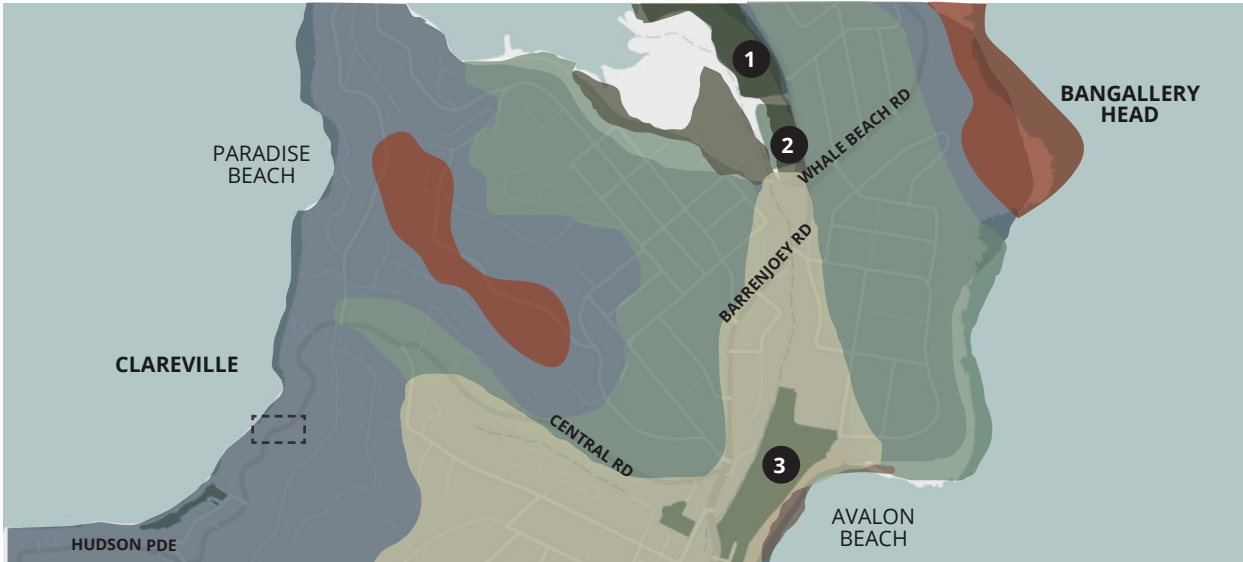 1
BANGALLERY
HEAD
PARADISE
BEACH
2
WHALE BEACH RD
BARRENJOEY RD
CLAREVILLE
CENTRAL RD
3
AVALON
BEACH
HUDSON PDE